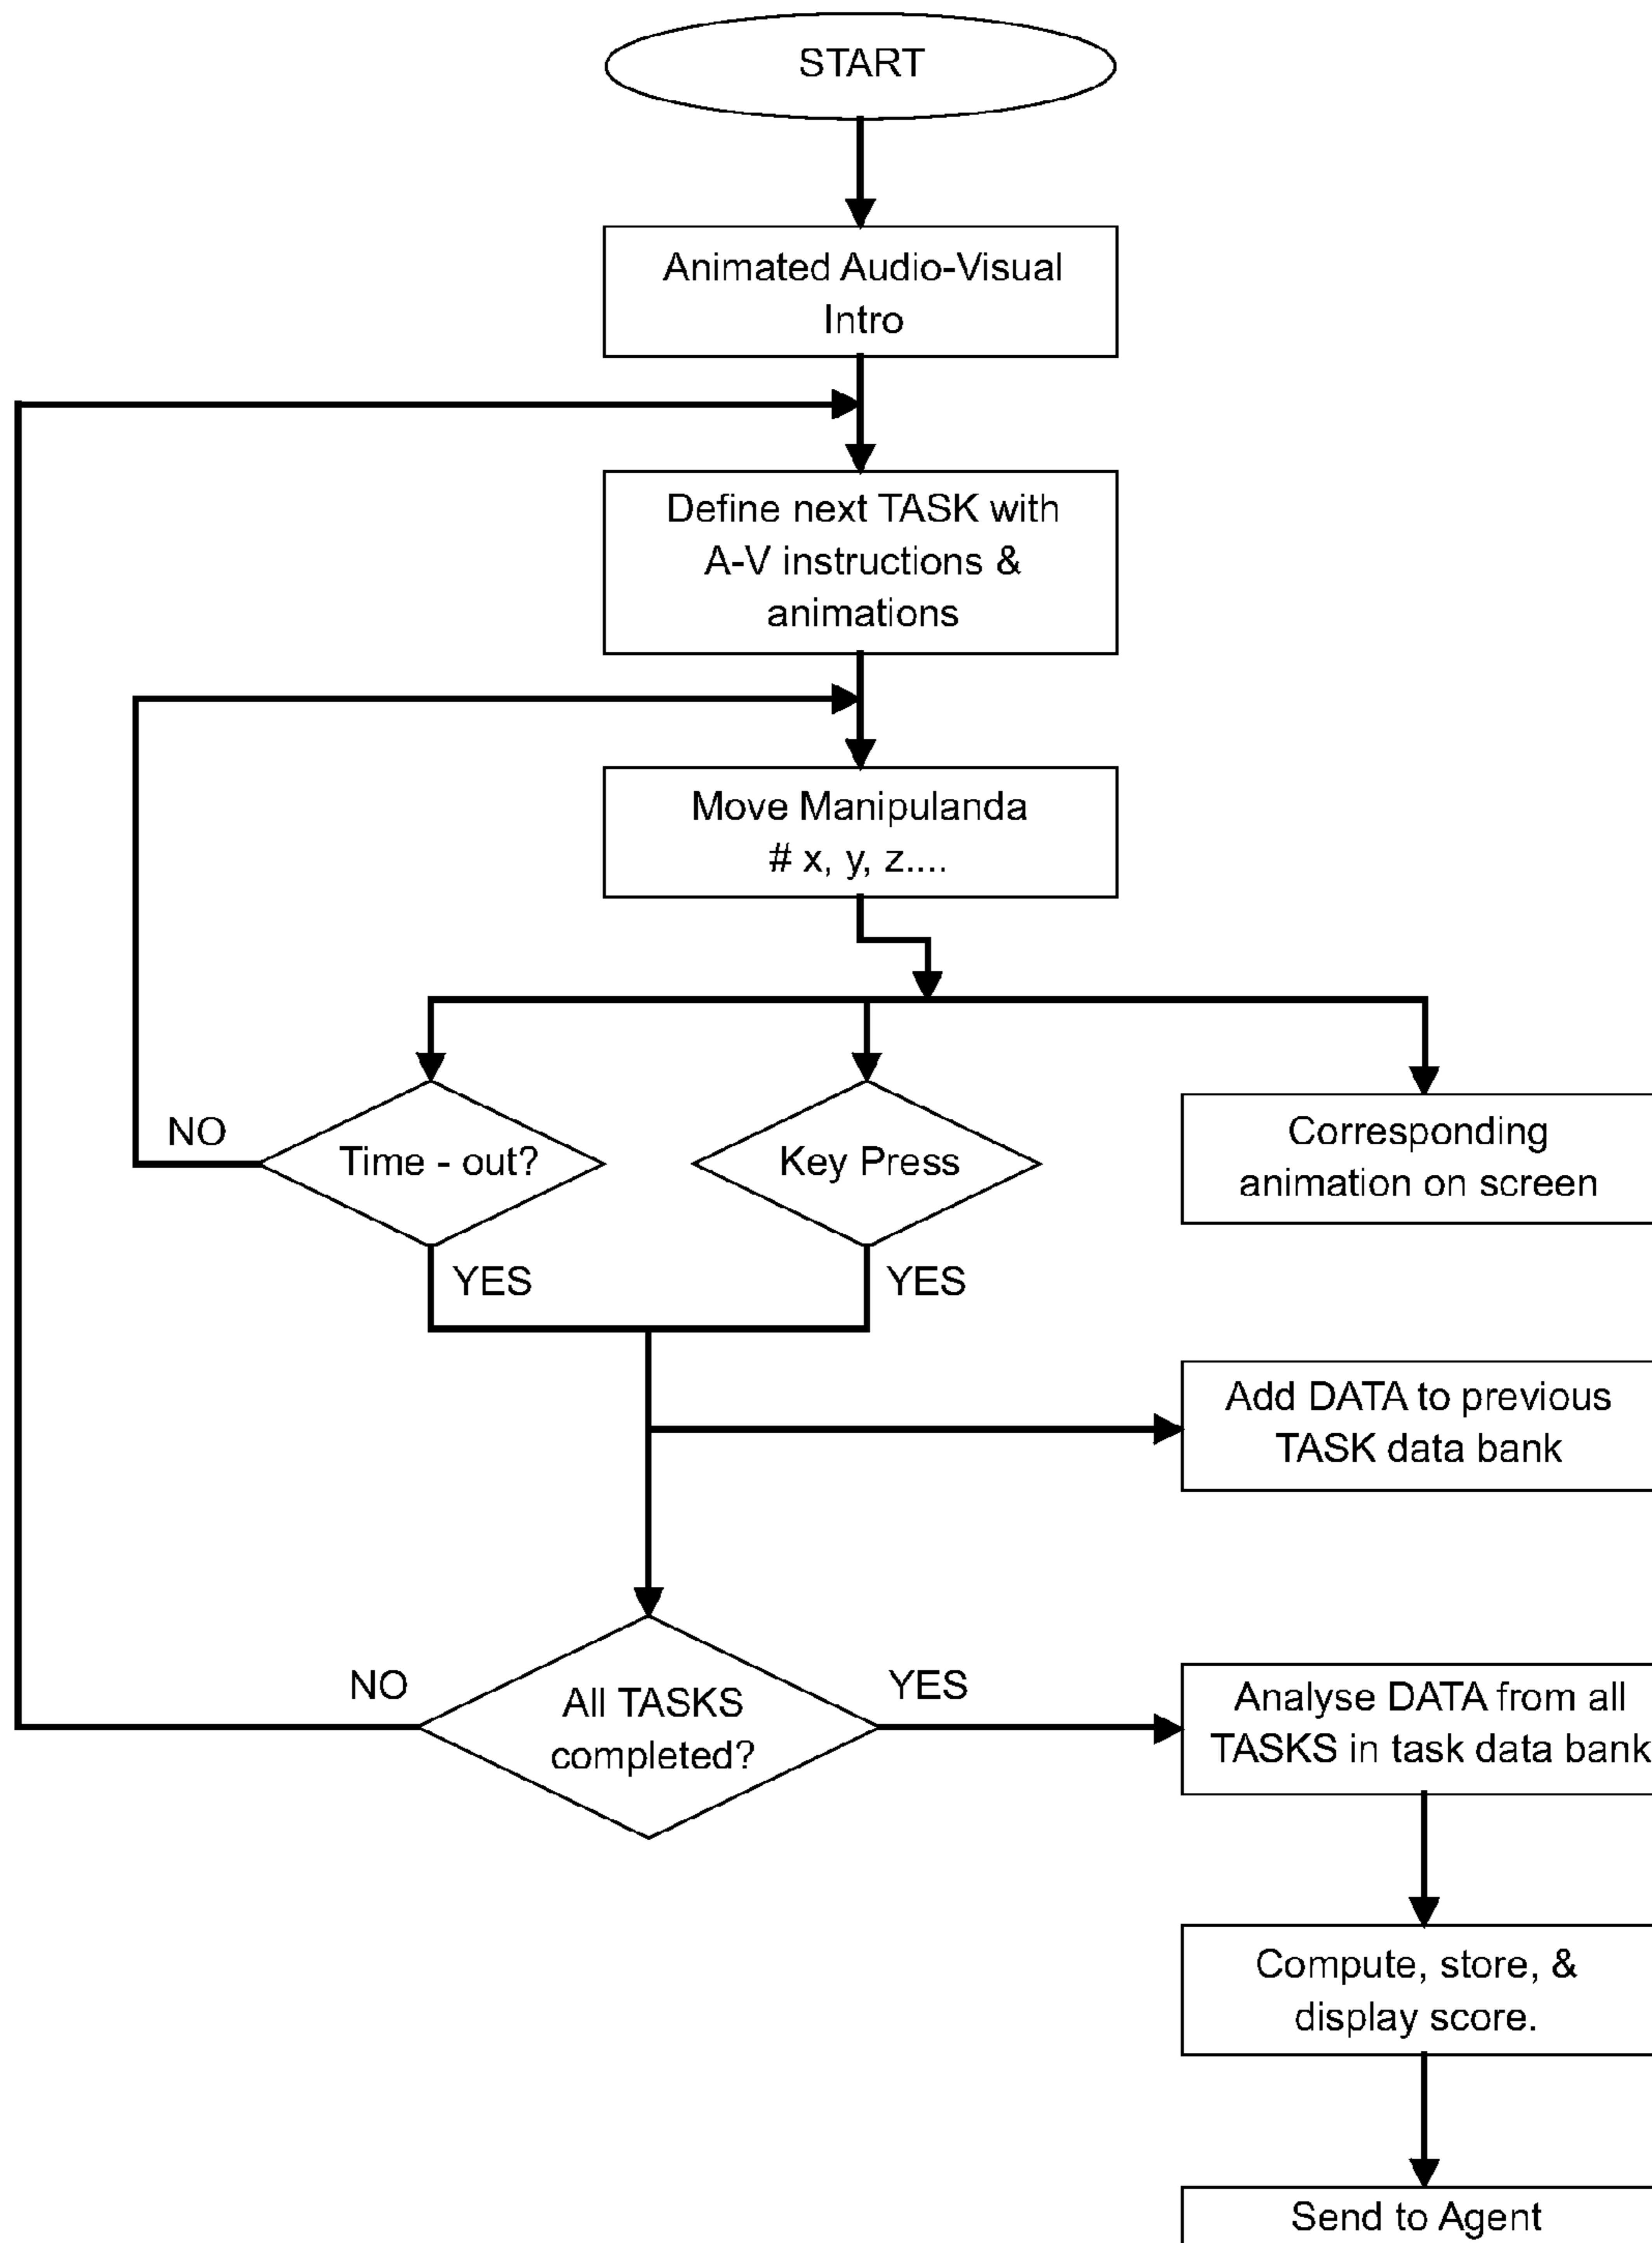 START
Animated Audio-Visual
Intro
Define next TASK with
A-V instructions &
animations
Move Manipulanda
# x, y, z....
NO
Time - out?
Key Press
Corresponding
animation on screen
YES
YES
Add DATA to previous
TASK data bank
NO
All TASKS
completed?
YES
Analyse DATA from all
TASKS in task data bank
Compute, store, &
display score.
Send to Agent